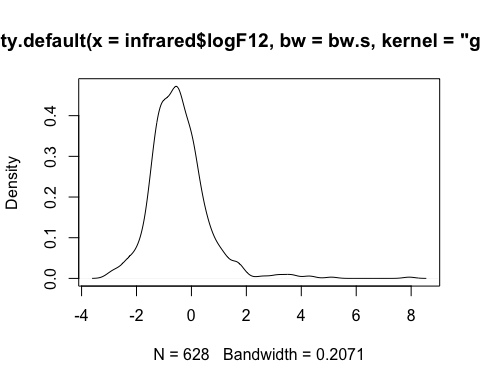 ty.default(x = infrared$logF12, bw = bw.s, kernel = "g
Density
0.4
0.3
0.2
0.1
0.0
-4 -2 0 2 4 6 8
N = 628 Bandwidth = 0.2071